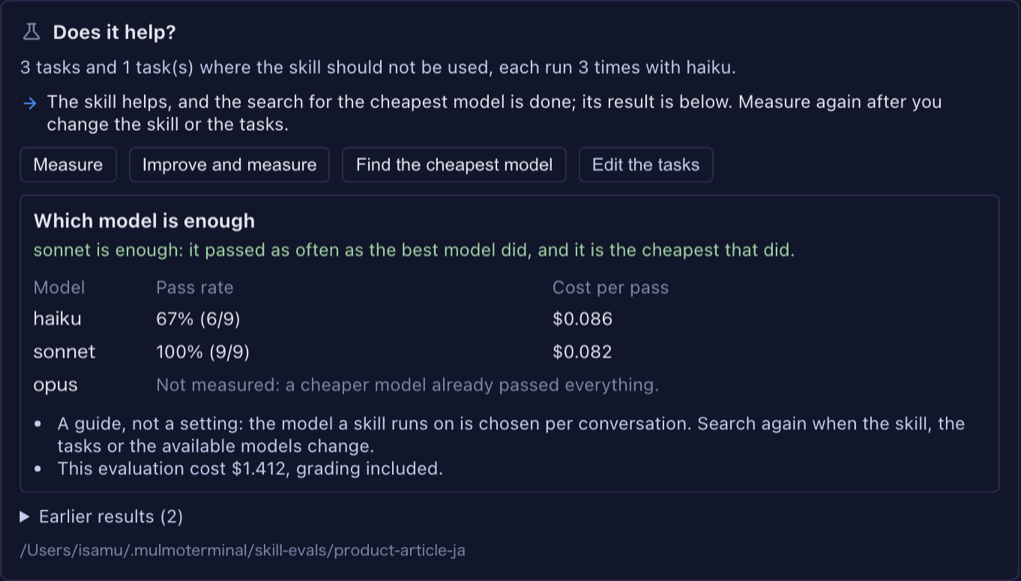 Does it help?
3 tasks and 1 task(s) where the skill should not be used, each run 3 times with haiku.
→ The skill helps, and the search for the cheapest model is done; its result is below. Measure again after you
change the skill or the tasks.
Measure Improve and measure Find the cheapest model Edit the tasks
Which model is enough
sonnet is enough: it passed as often as the best model did, and it is the cheapest that did.
Model Pass rate Cost per pass
haiku 67% (6/9) $0.086
sonnet 100% (9/9) $0.082
opus Not measured: a cheaper model already passed everything.
• A guide, not a setting: the model a skill runs on is chosen per conversation. Search again when the skill, the
tasks or the available models change.
• This evaluation cost $1.412, grading included.
▶ Earlier results (2)
/Users/isamu/.mulmoterminal/skill-evals/product-article-ja